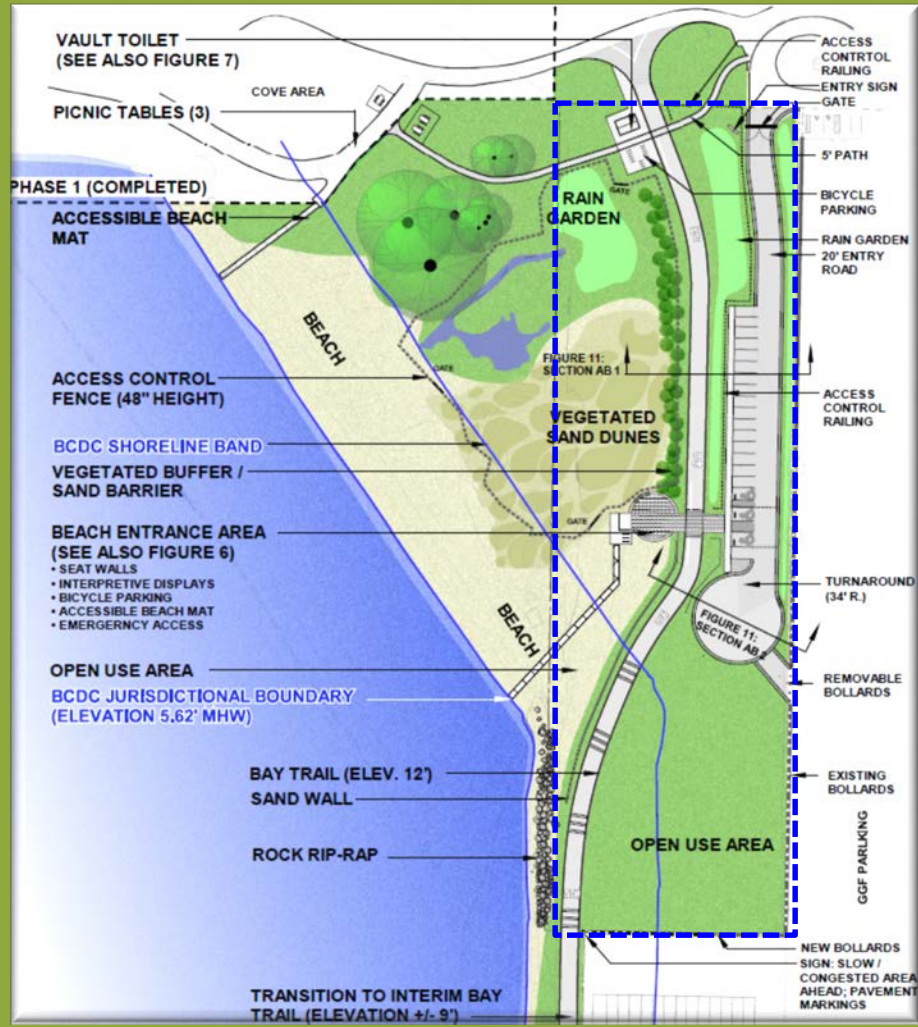 VAULT TOILET
(SEE ALSO FIGURE 7)
COVE AREA
PICNIC TABLES (3)
PHASE 1 (COMPLETED)
ACCESSIBLE BEACH
MAT
BEACH
ACCESS CONTROL
FENCE (48" HEIGHT)
BCDC SHORELINE BAND
VEGETATED BUFFER /
SAND BARRIER
BEACH ENTRANCE AREA
(SEE ALSO FIGURE 6)
• SEAT WALLS
• INTERPRETIVE DISPLAYS
• BICYCLE PARKING
• ACCESSIBLE BEACH MAT
• EMERGERNCY ACCESS
BEACH
OPEN USE AREA
BCDC JURISDICTIONAL BOUNDARY
(ELEVATION 5.62' MHW)
BAY TRAIL (ELEV. 12')
SAND WALL
ROCK RIP-RAP
TRANSITION TO INTERIM BAY
TRAIL (ELEVATION +/- 9')
GATE
RAIN
GARDEN
GATE
FIGURE 11:
SECTION AB 1
VEGETATED
SAND DUNES
GATE
FIGURE 11:
SECTION AB 2
OPEN USE AREA
ACCESS
CONTRTOL
RAILING
ENTRY SIGN
GATE
5' PATH
BICYCLE
PARKING
RAIN GARDEN
20' ENTRY
ROAD
ACCESS
CONTROL
RAILING
TURNAROUND
(34' R.)
REMOVABLE
BOLLARDS
EXISTING
BOLLARDS
GGF PARLKING
NEW BOLLARDS
SIGN: SLOW /
CONGESTED AREA
AHEAD; PAVEMENT
MARKINGS